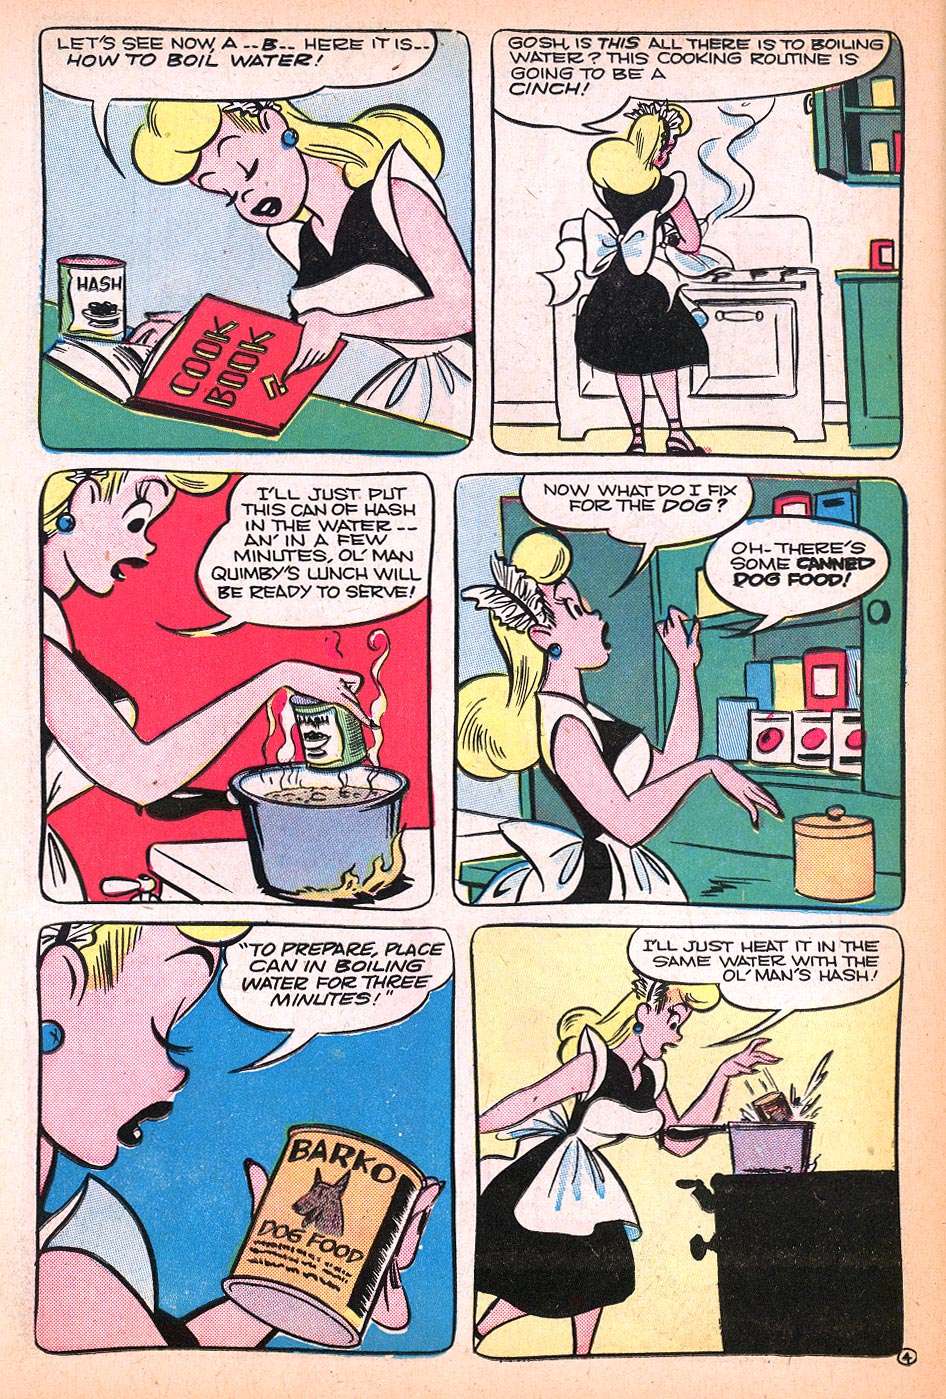 LET'S SEE NOW, A --B-- HERE IT IS--
HOW TO BOIL WATER!
HASH
COOK
BOOK
GOSH, IS THIS ALL THERE IS TO BOILING
WATER? THIS COOKING ROUTINE IS
GOING TO BE A
CINCH!
I'LL JUST PUT
THIS CAN OF HASH
IN THE WATER --
AN' IN A FEW
MINUTES, OL' MAN
QUIMBY'S LUNCH WILL
BE READY TO SERVE!
HASH
NOW WHAT DO I FIX
FOR THE DOG?
OH-THERE'S
SOME CANNED
DOG FOOD!
"TO PREPARE, PLACE
CAN IN BOILING
WATER FOR THREE
MINUTES!"
BARKO
DOG FOOD
I'LL JUST HEAT IT IN THE
SAME WATER WITH THE
OL' MAN'S HASH!
4